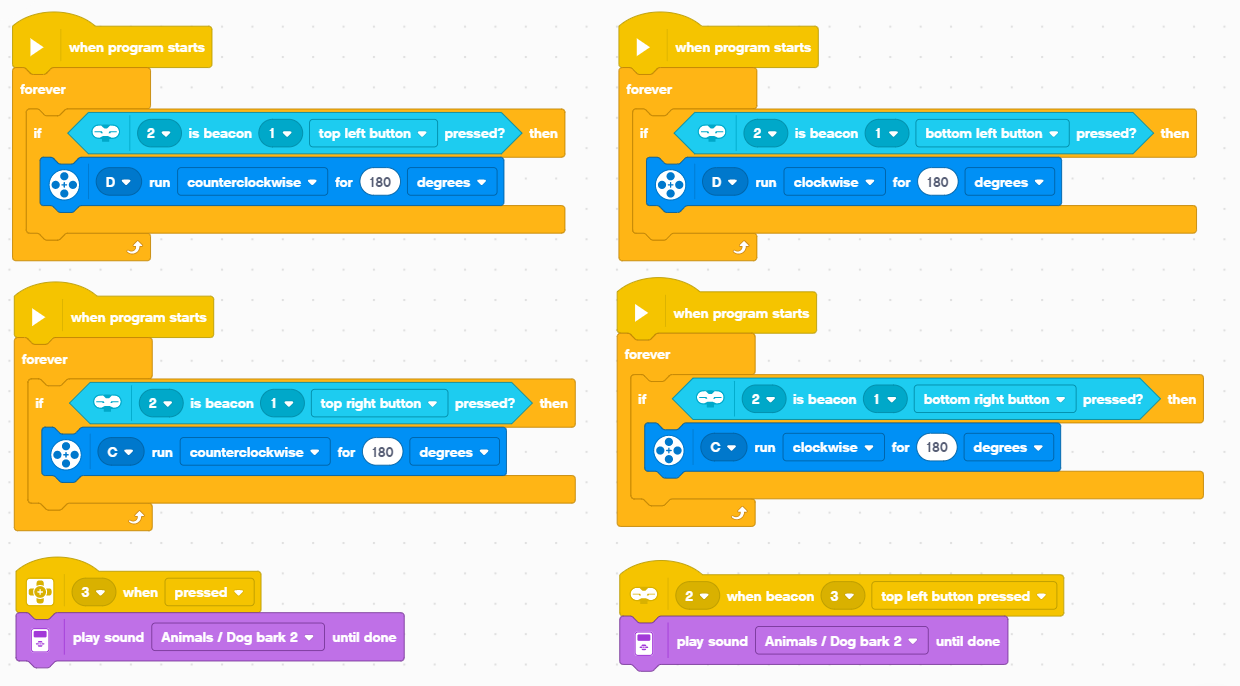 when program starts
forever
if 2 is beacon 1 top left button pressed? then
D run counterclockwise for 180 degrees
when program starts
forever
if 2 is beacon 1 bottom left button pressed? then
D run clockwise for 180 degrees
when program starts
forever
if 2 is beacon 1 top right button pressed? then
C run counterclockwise for 180 degrees
when program starts
forever
if 2 is beacon 1 bottom right button pressed? then
C run clockwise for 180 degrees
3 when pressed
play sound Animals / Dog bark 2 until done
2 when beacon 3 top left button pressed
play sound Animals / Dog bark 2 until done